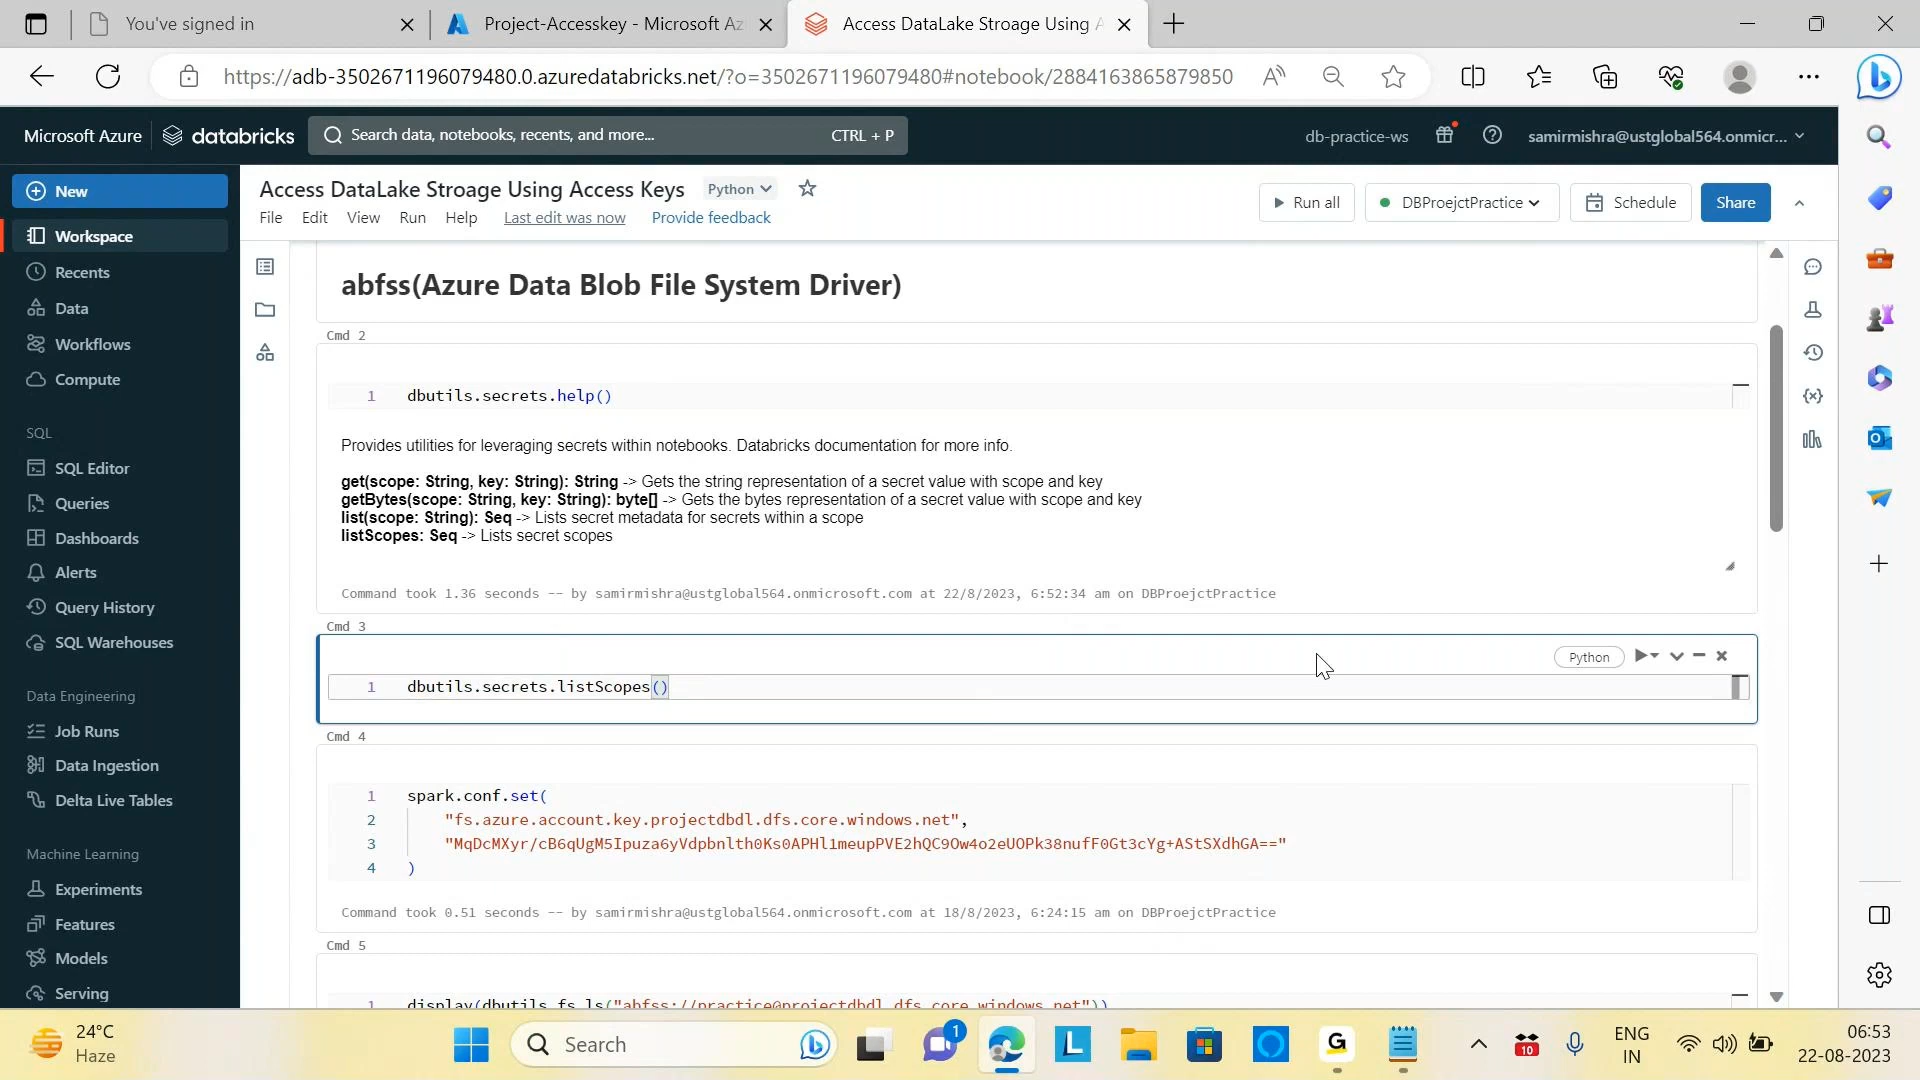 You've signed in
Project-Accesskey - Microsoft Az
Access DataLake Stroage Using A
https://adb-3502671196079480.0.azuredatabricks.net/?o=3502671196079480#notebook/2884163865879850
Microsoft Azure
databricks
Search data, notebooks, recents, and more...
CTRL + P
db-practice-ws
samirmishra@ustglobal564.onmicr...
New
Workspace
Recents
Data
Workflows
Compute
SQL
SQL Editor
Queries
Dashboards
Alerts
Query History
SQL Warehouses
Data Engineering
Job Runs
Data Ingestion
Delta Live Tables
Machine Learning
Experiments
Features
Models
Serving
Access DataLake Stroage Using Access Keys
Python
File Edit View Run Help Last edit was now Provide feedback
Run all
DBProejctPractice
Schedule
Share
abfss(Azure Data Blob File System Driver)
Cmd 2
1 dbutils.secrets.help()
Provides utilities for leveraging secrets within notebooks. Databricks documentation for more info.
get(scope: String, key: String): String -> Gets the string representation of a secret value with scope and key
getBytes(scope: String, key: String): byte[] -> Gets the bytes representation of a secret value with scope and key
list(scope: String): Seq -> Lists secret metadata for secrets within a scope
listScopes: Seq -> Lists secret scopes
Command took 1.36 seconds -- by samirmishra@ustglobal564.onmicrosoft.com at 22/8/2023, 6:52:34 am on DBProejctPractice
Cmd 3
Python
1 dbutils.secrets.listScopes()
Cmd 4
1 spark.conf.set(
2 "fs.azure.account.key.projectdbdl.dfs.core.windows.net",
3 "MqDcMXyr/cB6qUgM5Ipuza6yVdpbnlth0Ks0APHl1meupPVE2hQC9Ow4o2eUOPk38nufF0Gt3cYg+AStSXdhGA=="
4 )
Command took 0.51 seconds -- by samirmishra@ustglobal564.onmicrosoft.com at 18/8/2023, 6:24:15 am on DBProejctPractice
Cmd 5
1 display(dbutils.fs.ls("abfss://practice@projectdbdl.dfs.core.windows.net"))
24°C
Haze
Search
1
10
ENG
IN
06:53
22-08-2023